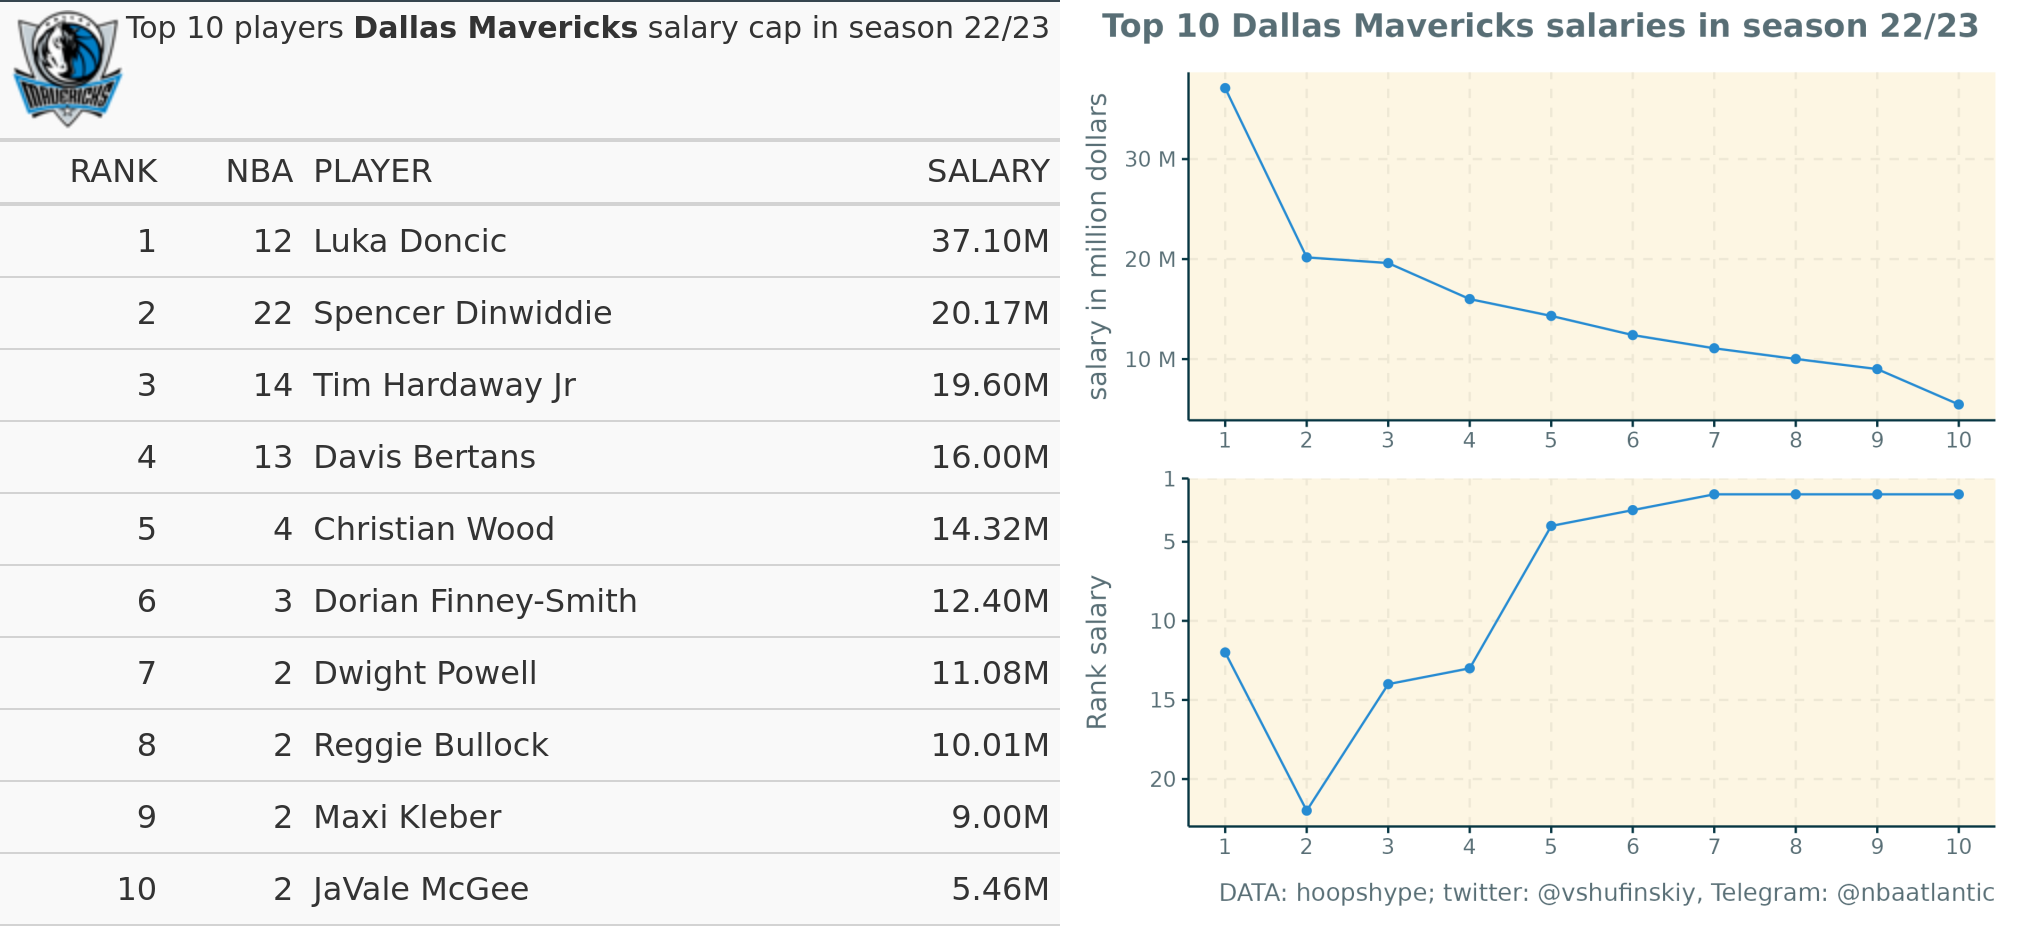 Top 10 players Dallas Mavericks salary cap in season 22/23
MAVERICKS
RANK NBA PLAYER SALARY
1 12 Luka Doncic 37.10M
2 22 Spencer Dinwiddie 20.17M
3 14 Tim Hardaway Jr 19.60M
4 13 Davis Bertans 16.00M
5 4 Christian Wood 14.32M
6 3 Dorian Finney-Smith 12.40M
7 2 Dwight Powell 11.08M
8 2 Reggie Bullock 10.01M
9 2 Maxi Kleber 9.00M
10 2 JaVale McGee 5.46M
Top 10 Dallas Mavericks salaries in season 22/23
salary in million dollars
30 M
20 M
10 M
1 2 3 4 5 6 7 8 9 10
Rank salary
1
5
10
15
20
1 2 3 4 5 6 7 8 9 10
DATA: hoopshype; twitter: @vshufinskiy, Telegram: @nbaatlantic